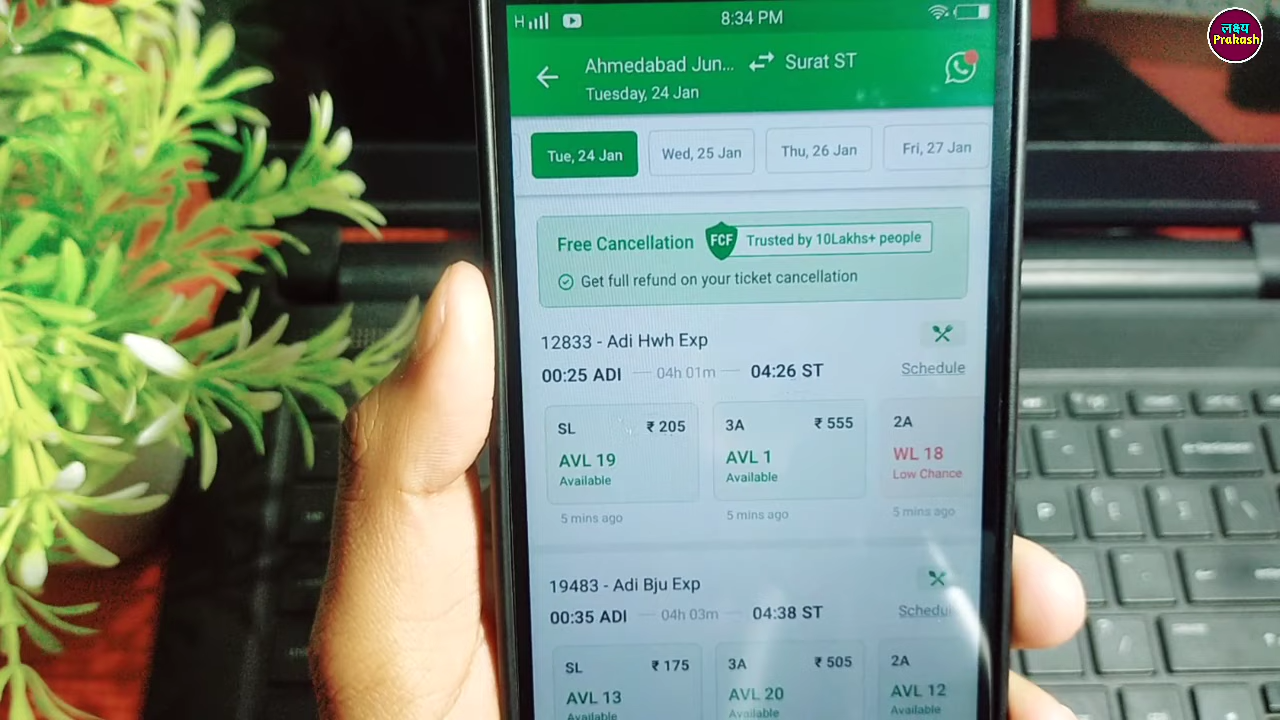 लक्ष्य
Prakash
H 8:34 PM
Ahmedabad Jun... Surat ST
Tuesday, 24 Jan
Tue, 24 Jan Wed, 25 Jan Thu, 26 Jan Fri, 27 Jan
Free Cancellation FCF Trusted by 10Lakhs+ people
Get full refund on your ticket cancellation
12833 - Adi Hwh Exp
00:25 ADI 04h 01m 04:26 ST Schedule
SL ₹ 205 3A ₹ 555 2A
AVL 19 AVL 1 WL 18
Available Available Low Chance
5 mins ago 5 mins ago 5 mins ago
19483 - Adi Bju Exp
00:35 ADI 04h 03m 04:38 ST Schedu
SL ₹ 175 3A ₹ 505 2A
AVL 13 AVL 20 AVL 12
Available Available Available